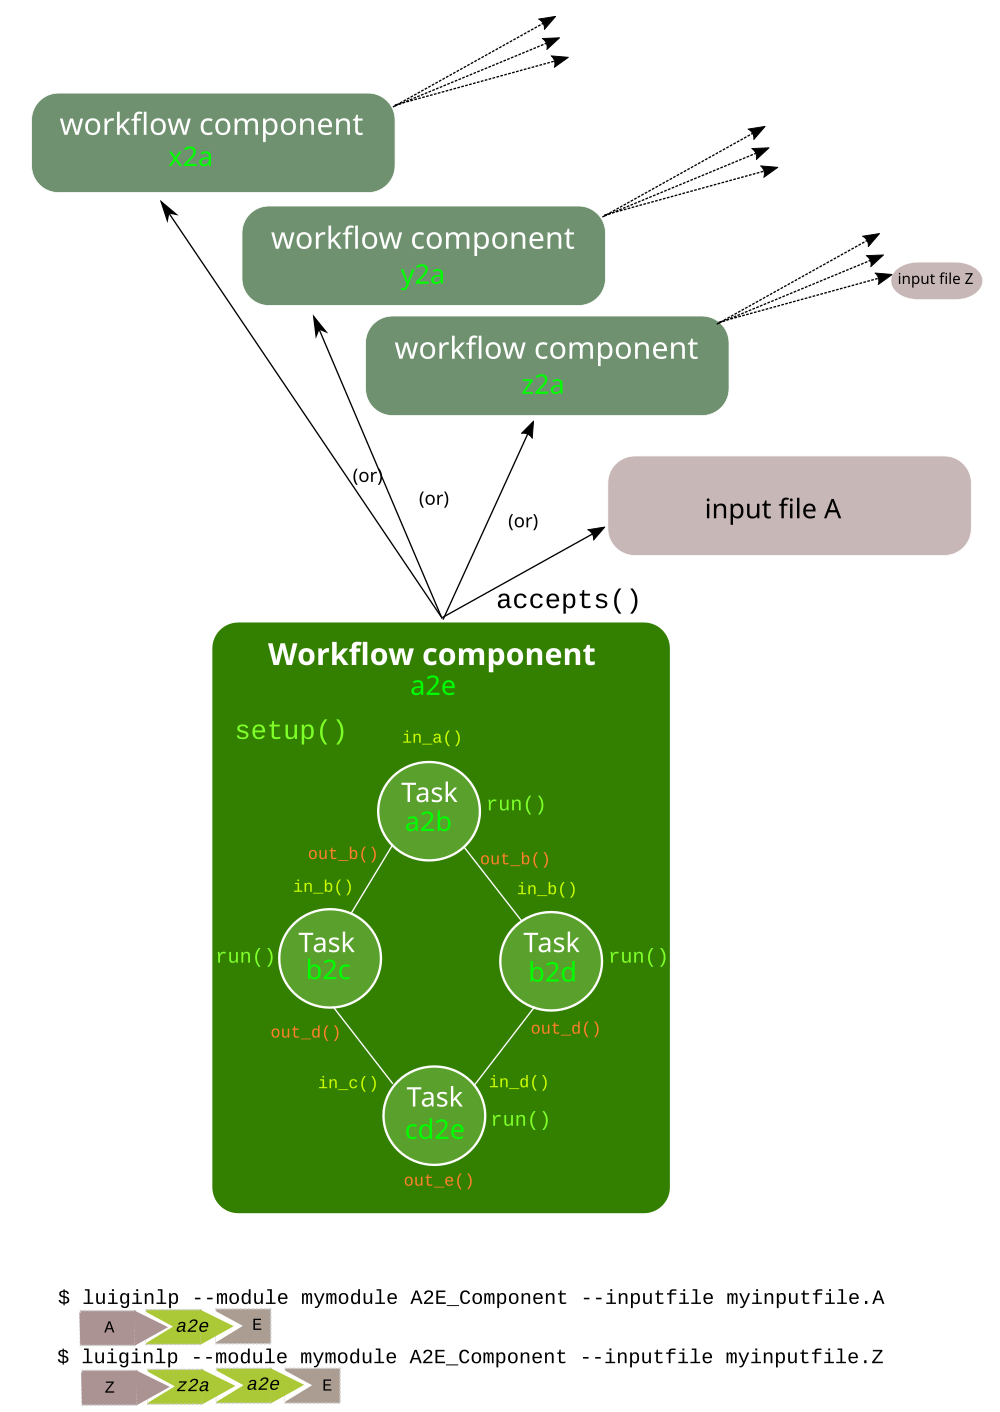 workflow component
x2a
workflow component
y2a
input file Z
workflow component
z2a
(or)
(or)
(or)
input file A
accepts()
Workflow component
a2e
setup()
in_a()
Task
a2b
run()
out_b()
out_b()
in_b()
in_b()
Task
b2c
run()
Task
b2d
run()
out_d()
out_d()
in_c()
in_d()
Task
cd2e
run()
out_e()
$ luiginlp --module mymodule A2E_Component --inputfile myinputfile.A
A a2e E
$ luiginlp --module mymodule A2E_Component --inputfile myinputfile.Z
Z z2a a2e E